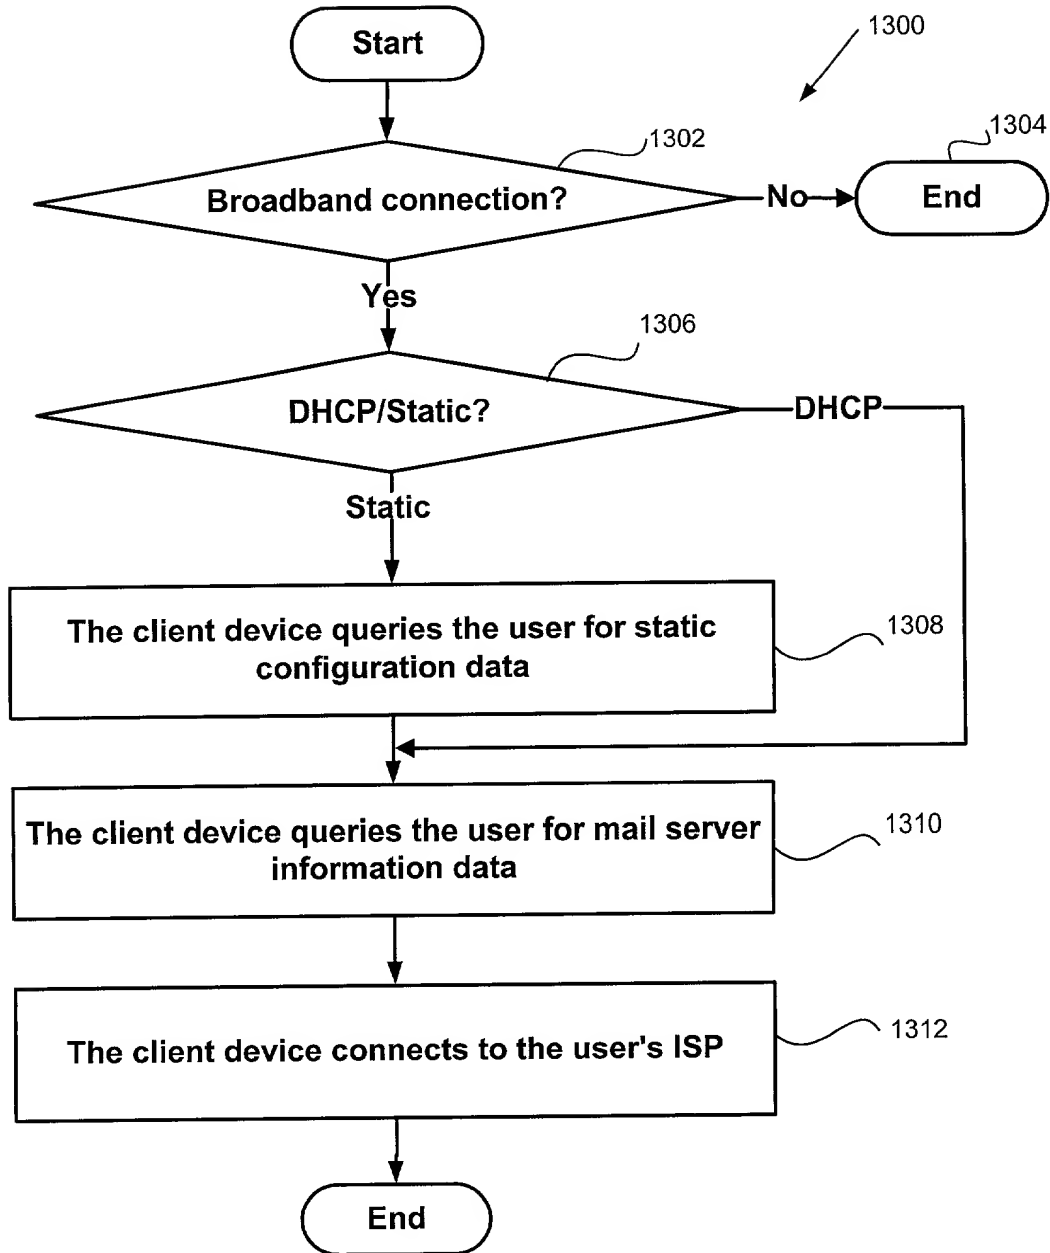 Start
1300
1302
1304
Broadband connection?
No
End
Yes
1306
DHCP/Static?
DHCP
Static
The client device queries the user for static
configuration data
1308
The client device queries the user for mail server
information data
1310
The client device connects to the user's ISP
1312
End